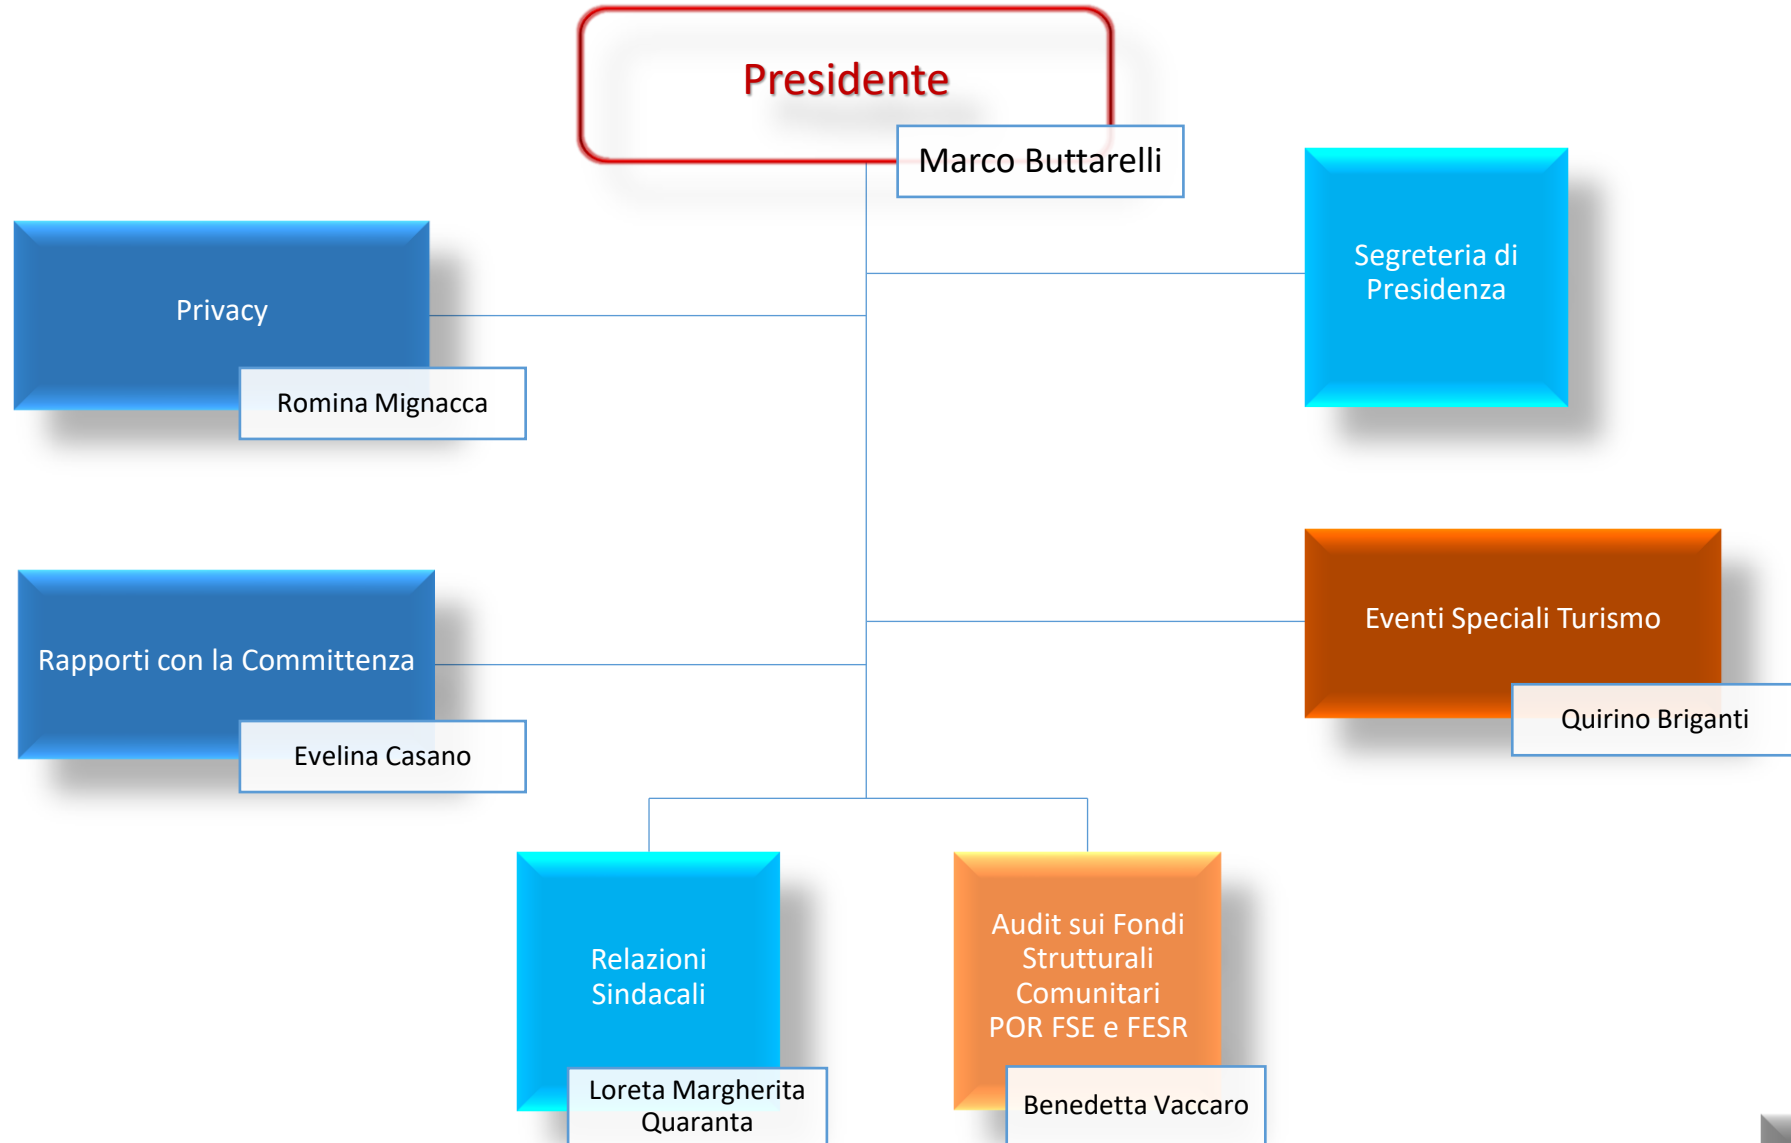 Presidente
Marco Buttarelli
Segreteria di
Presidenza
Privacy
Romina Mignacca
Eventi Speciali Turismo
Quirino Briganti
Rapporti con la Committenza
Evelina Casano
Relazioni
Sindacali
Loreta Margherita
Quaranta
Audit sui Fondi
Strutturali
Comunitari
POR FSE e FESR
Benedetta Vaccaro